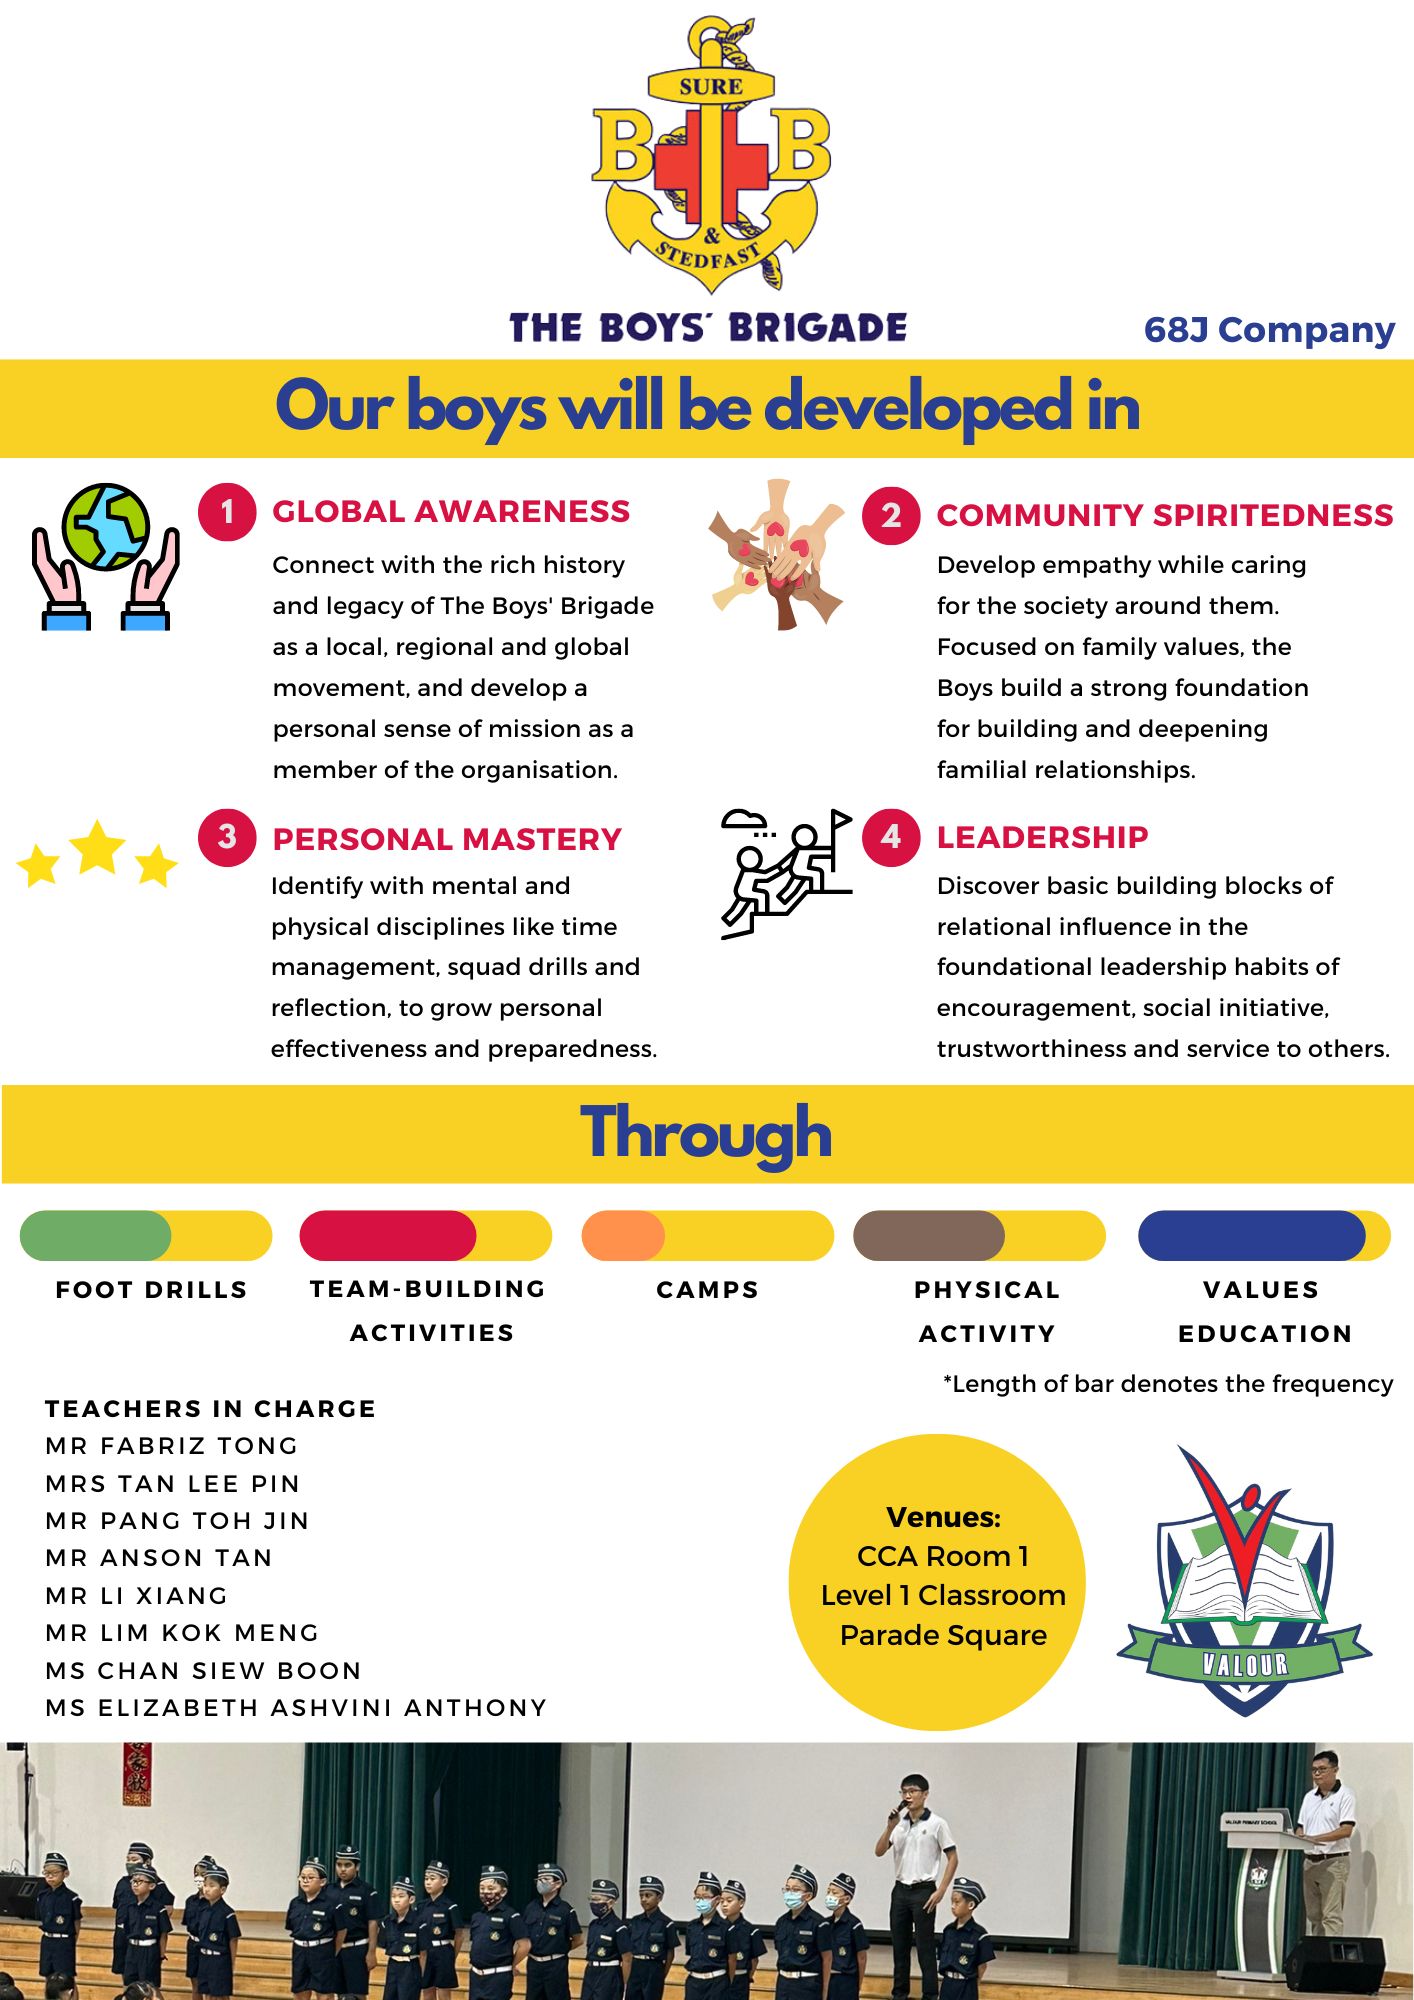 SURE
B B
&
STEDFAST
THE BOYS' BRIGADE
68J Company
Our boys will be developed in
1 GLOBAL AWARENESS
Connect with the rich history
and legacy of The Boys' Brigade
as a local, regional and global
movement, and develop a
personal sense of mission as a
member of the organisation.
2 COMMUNITY SPIRITEDNESS
Develop empathy while caring
for the society around them.
Focused on family values, the
Boys build a strong foundation
for building and deepening
familial relationships.
3 PERSONAL MASTERY
Identify with mental and
physical disciplines like time
management, squad drills and
reflection, to grow personal
effectiveness and preparedness.
4 LEADERSHIP
Discover basic building blocks of
relational influence in the
foundational leadership habits of
encouragement, social initiative,
trustworthiness and service to others.
Through
FOOT DRILLS
TEAM-BUILDING
ACTIVITIES
CAMPS
PHYSICAL
ACTIVITY
VALUES
EDUCATION
*Length of bar denotes the frequency
TEACHERS IN CHARGE
MR FABRIZ TONG
MRS TAN LEE PIN
MR PANG TOH JIN
MR ANSON TAN
MR LI XIANG
MR LIM KOK MENG
MS CHAN SIEW BOON
MS ELIZABETH ASHVINI ANTHONY
Venues:
CCA Room 1
Level 1 Classroom
Parade Square
VALOUR
VALOUR PRIMARY SCHOOL